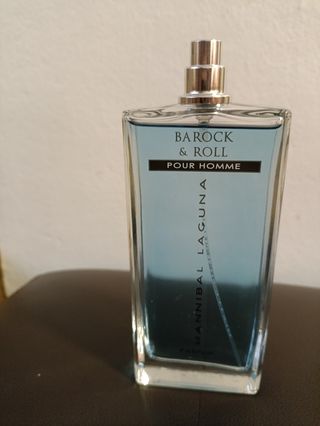 BAROCK
& ROLL
POUR HOMME
HANNIBAL LAGUNA